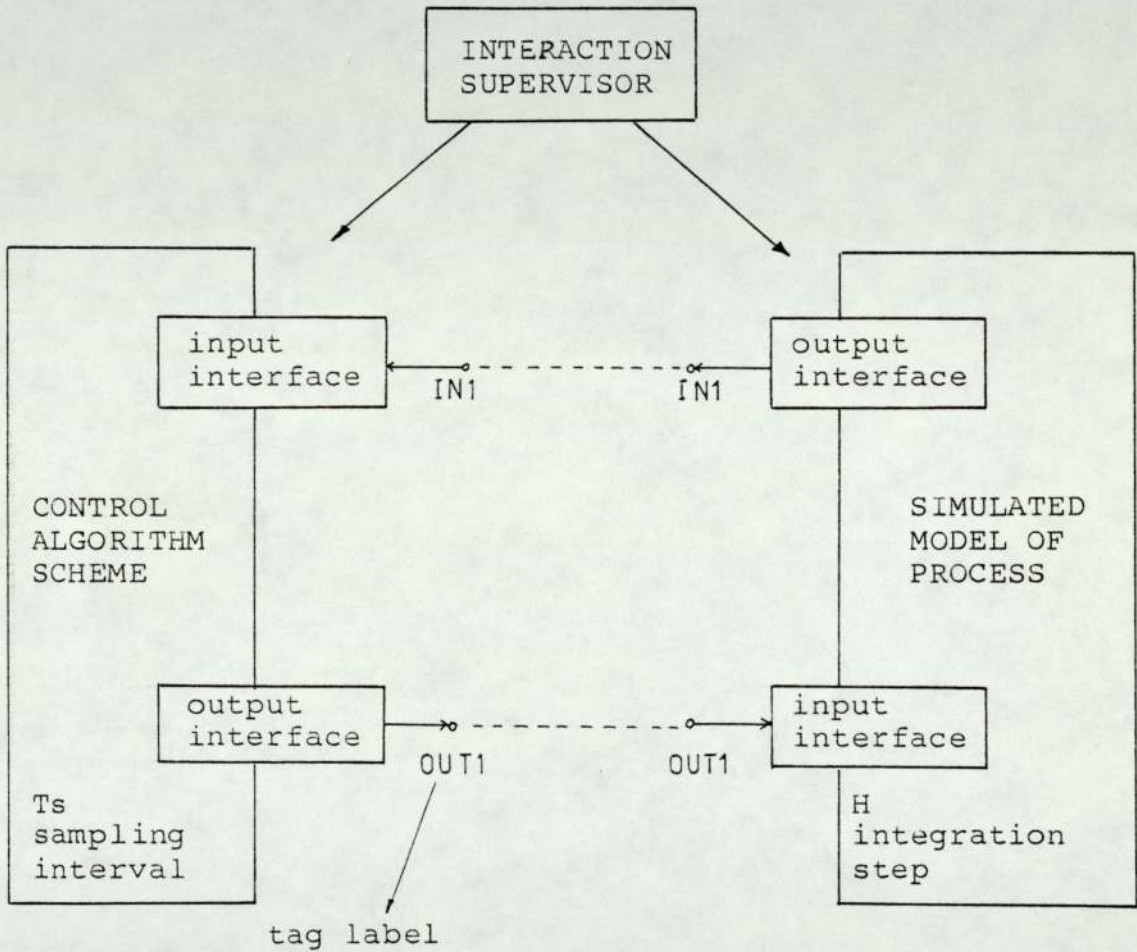 INTERACTION
SUPERVISOR
input
interface
IN1
IN1
output
interface
CONTROL
ALGORITHM
SCHEME
SIMULATED
MODEL OF
PROCESS
output
interface
OUT1
OUT1
input
interface
Ts
sampling
interval
H
integration
step
tag label